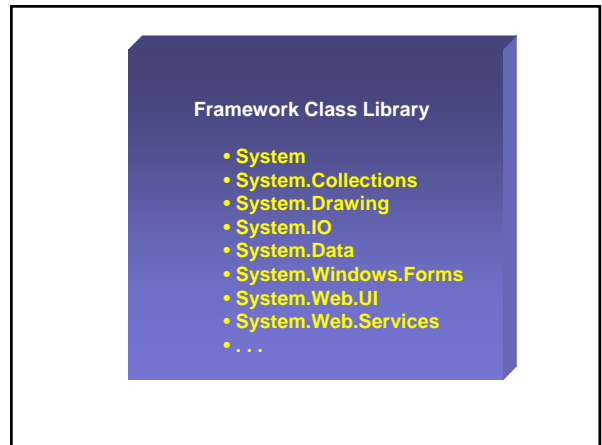 Framework Class Library
• System
• System.Collections
• System.Drawing
• System.IO
• System.Data
• System.Windows.Forms
• System.Web.UI
• System.Web.Services
• . . .